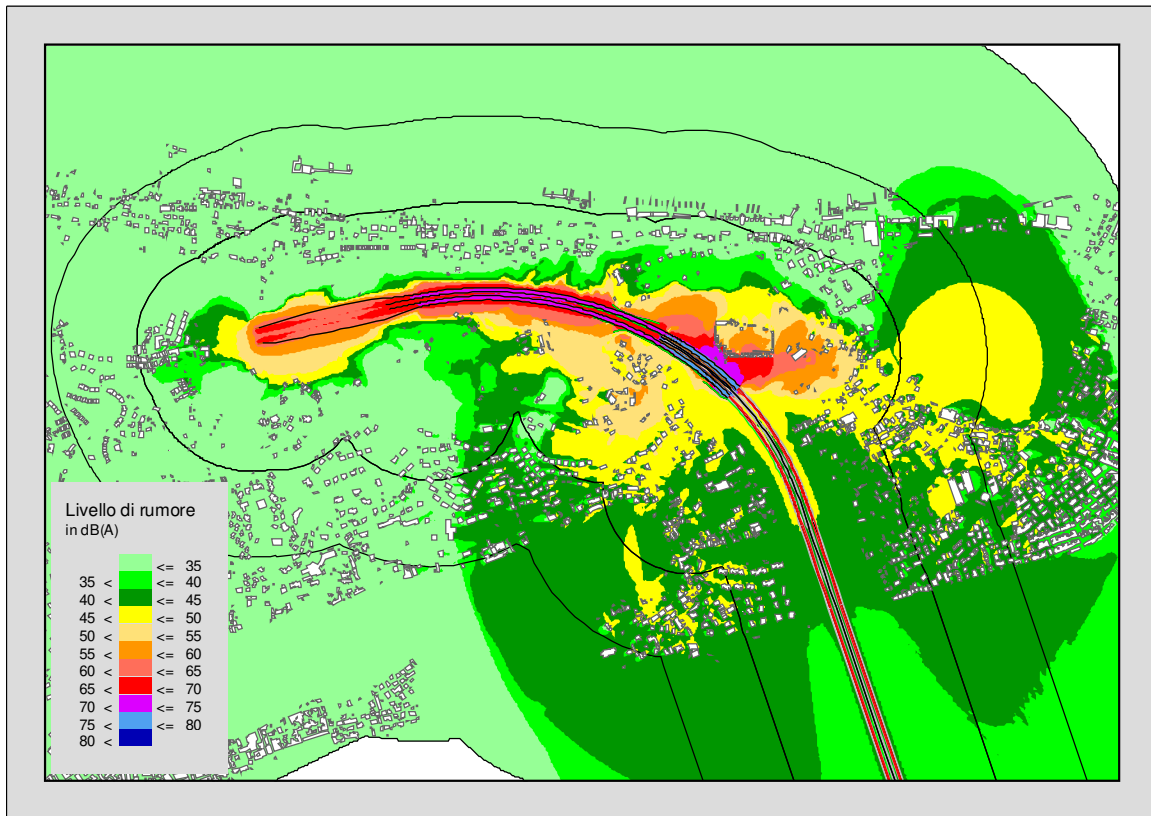 Livello di rumore
in dB(A)
<= 35
35 < <= 40
40 < <= 45
45 < <= 50
50 < <= 55
55 < <= 60
60 < <= 65
65 < <= 70
70 < <= 75
75 < <= 80
80 <